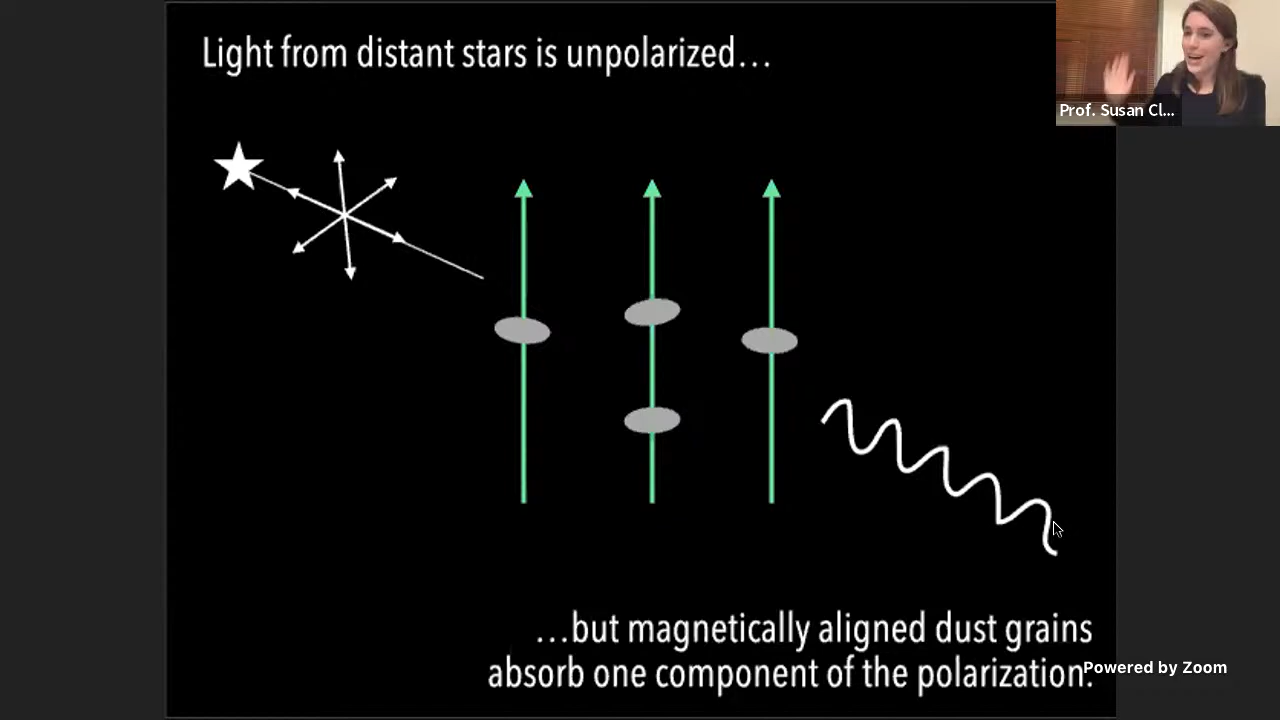 Light from distant stars is unpolarized…
Prof. Susan Cl...
…but magnetically aligned dust grains
absorb one component of the polarization.
Powered by Zoom